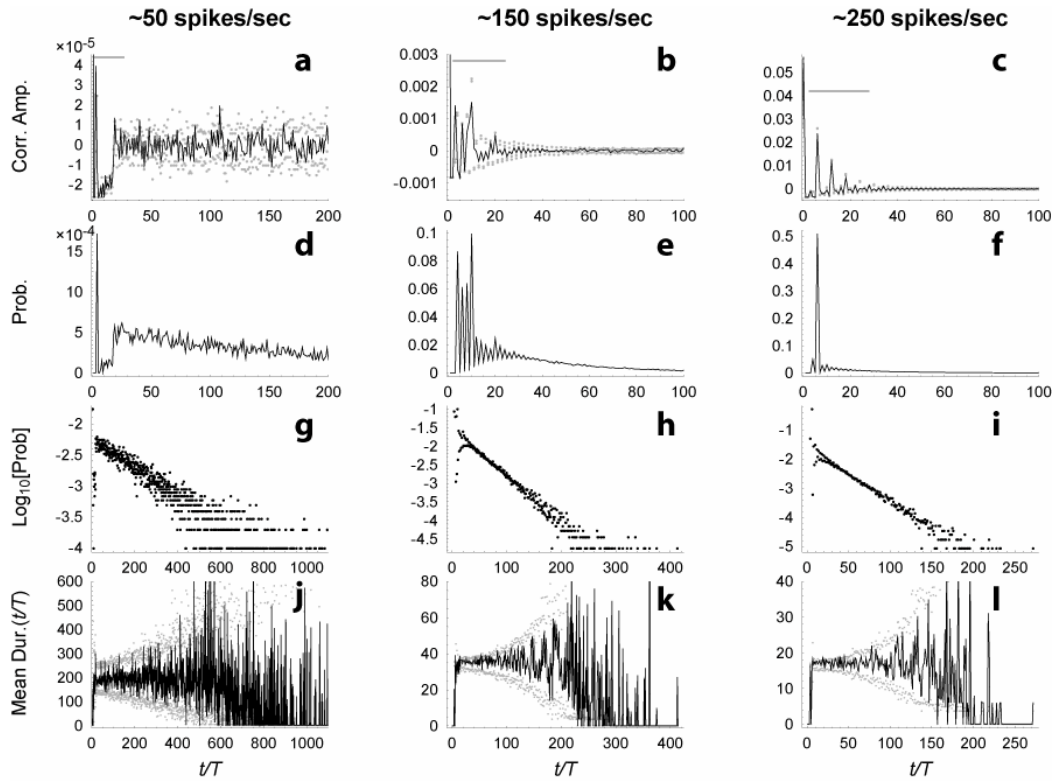 ~50 spikes/sec ~150 spikes/sec ~250 spikes/sec
Corr. Amp.
×10⁻⁵
4
3
2
1
0
-1
-2
0 50 100 150 200
a
0.003
0.002
0.001
0
-0.001
0 20 40 60 80 100
b
0.05
0.04
0.03
0.02
0.01
0
0 20 40 60 80 100
c
Prob.
×10⁻⁴
15
10
5
0
0 50 100 150 200
d
0.1
0.08
0.06
0.04
0.02
0
0 20 40 60 80 100
e
0.5
0.4
0.3
0.2
0.1
0
0 20 40 60 80 100
f
Log₁₀[Prob]
-2
-2.5
-3
-3.5
-4
0 200 400 600 800 1000
g
-1
-1.5
-2
-2.5
-3
-3.5
-4
-4.5
0 100 200 300 400
h
-1
-2
-3
-4
-5
0 50 100 150 200 250
i
Mean Dur.(t/T)
600
500
400
300
200
100
0
0 200 400 600 800 1000
j
80
60
40
20
0
0 100 200 300 400
k
40
30
20
10
0
0 50 100 150 200 250
l
t/T t/T t/T